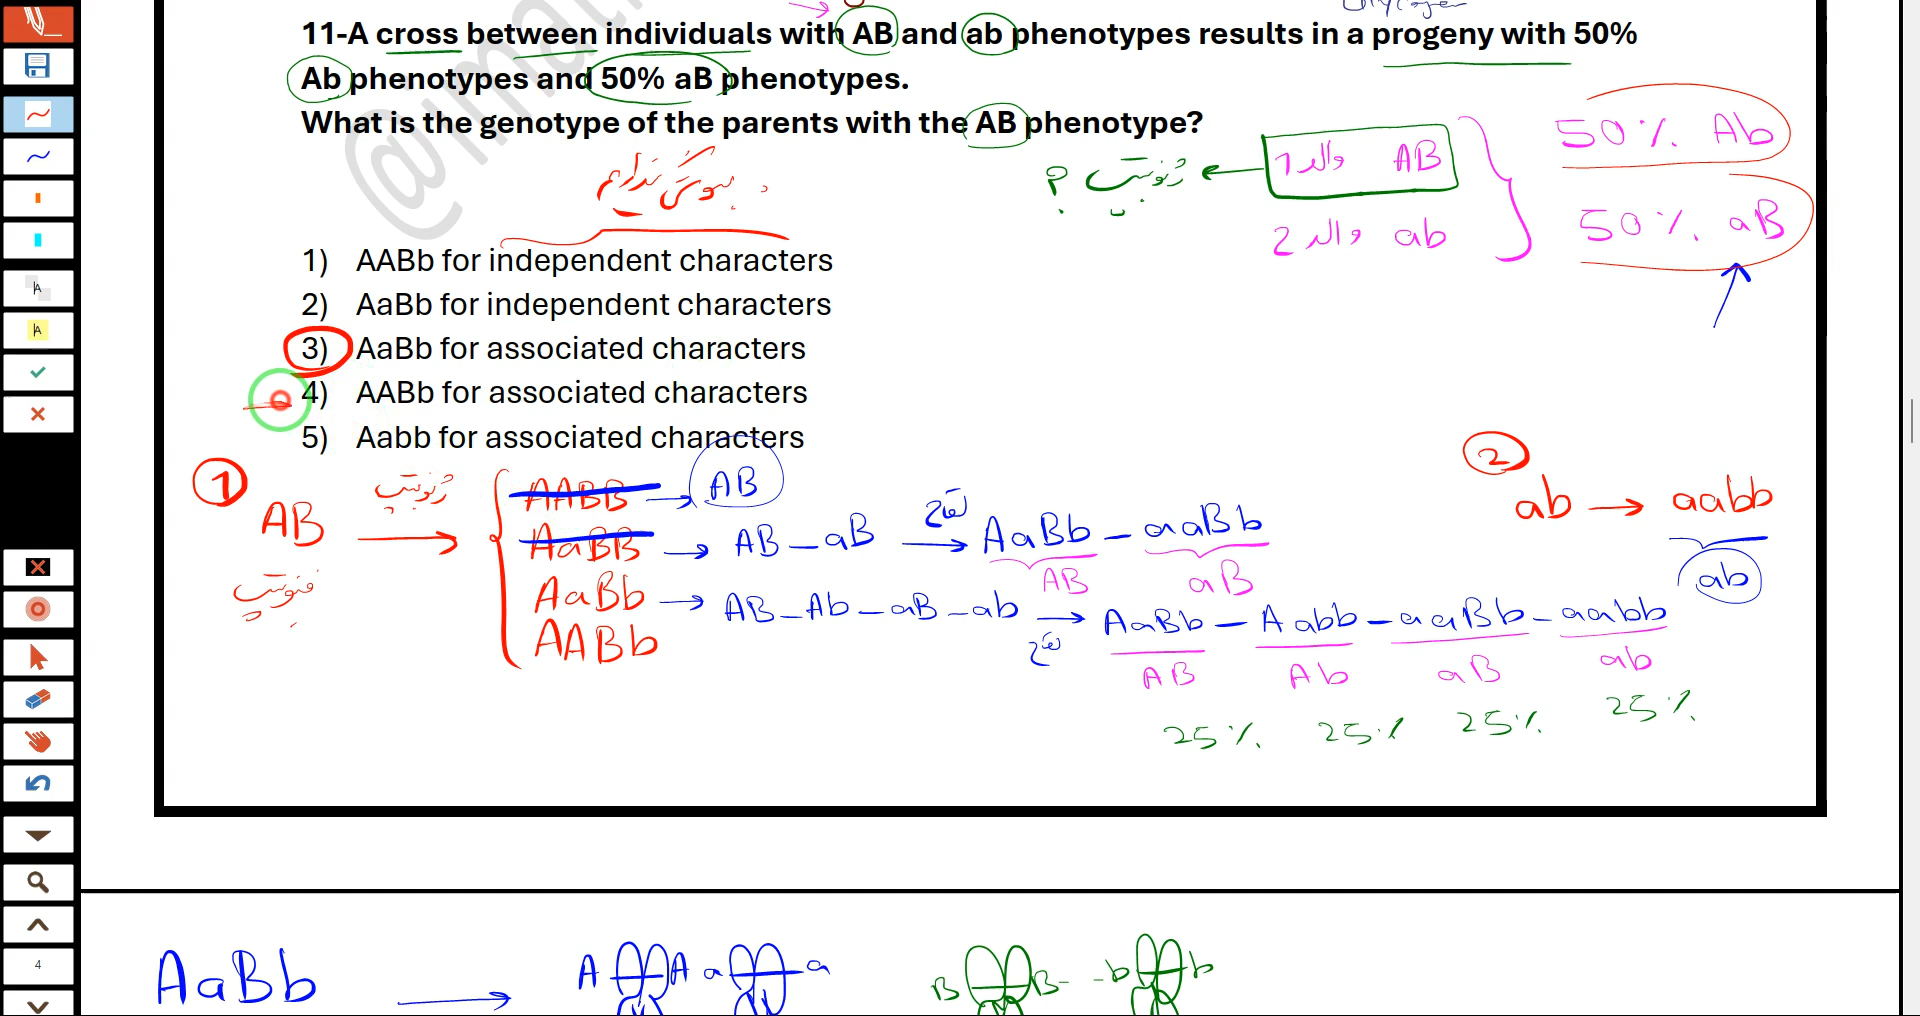 11-A cross between individuals with AB and ab phenotypes results in a progeny with 50%
Ab phenotypes and 50% aB phenotypes.
What is the genotype of the parents with the AB phenotype?
50% Ab
ژنوتیپ ؟ ← والد 1 AB
50% aB
والد 2 ab
پیوستگی نداریم
1) AABb for independent characters
2) AaBb for independent characters
3) AaBb for associated characters
4) AABb for associated characters
5) Aabb for associated characters
1 2
AB ژنوتیپ → AABB → AB
ab → aabb
فنوتیپ
AaBB → AB – aB → AaBb – aaBb
AB aB
ab
AaBb → AB – Ab – aB – ab → AaBb – Aabb – aaBb – aabb
AABb
AB Ab aB ab
25% 25% 25% 25%
4
AaBb → A A a a B B b b